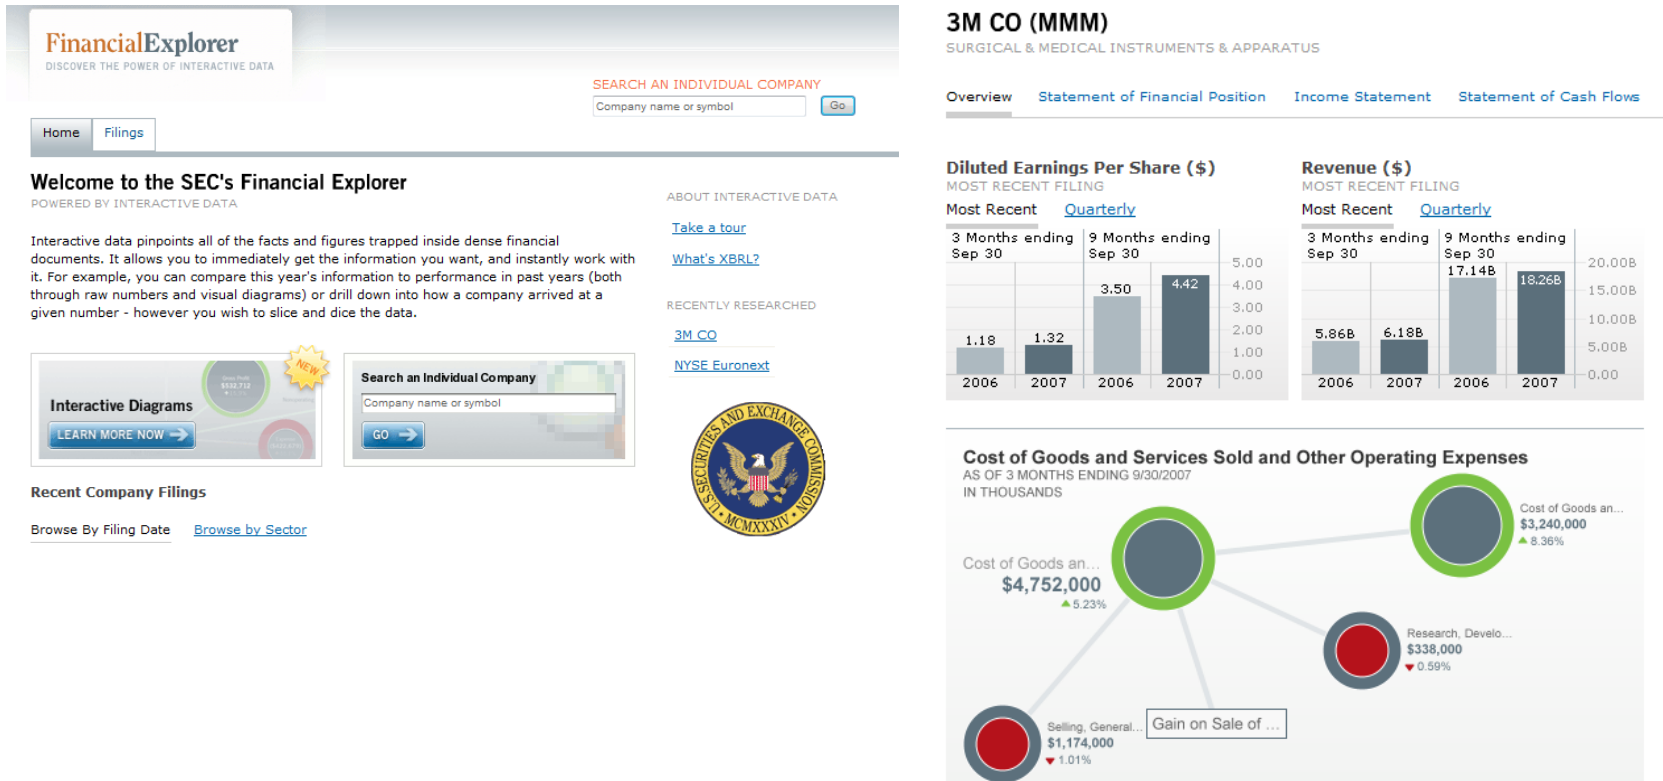 FinancialExplorer
DISCOVER THE POWER OF INTERACTIVE DATA
SEARCH AN INDIVIDUAL COMPANY
Company name or symbol
Go
Home
Filings
Welcome to the SEC's Financial Explorer
POWERED BY INTERACTIVE DATA
Interactive data pinpoints all of the facts and figures trapped inside dense financial
documents. It allows you to immediately get the information you want, and instantly work with
it. For example, you can compare this year's information to performance in past years (both
through raw numbers and visual diagrams) or drill down into how a company arrived at a
given number - however you wish to slice and dice the data.
NEW
$532,712
Interactive Diagrams
LEARN MORE NOW
Search an Individual Company
Company name or symbol
GO
Recent Company Filings
Browse By Filing Date
Browse by Sector
ABOUT INTERACTIVE DATA
Take a tour
What's XBRL?
RECENTLY RESEARCHED
3M CO
NYSE Euronext
U.S. SECURITIES AND EXCHANGE COMMISSION
MCMXXXIV
3M CO (MMM)
SURGICAL & MEDICAL INSTRUMENTS & APPARATUS
Overview
Statement of Financial Position
Income Statement
Statement of Cash Flows
Diluted Earnings Per Share ($)
MOST RECENT FILING
Most Recent
Quarterly
3 Months ending
Sep 30
9 Months ending
Sep 30
5.00
4.00
3.00
2.00
1.00
0.00
1.18
1.32
3.50
4.42
2006
2007
2006
2007
Revenue ($)
MOST RECENT FILING
Most Recent
Quarterly
3 Months ending
Sep 30
9 Months ending
Sep 30
20.00B
15.00B
10.00B
5.00B
0.00
5.86B
6.18B
17.14B
18.26B
2006
2007
2006
2007
Cost of Goods and Services Sold and Other Operating Expenses
AS OF 3 MONTHS ENDING 9/30/2007
IN THOUSANDS
Cost of Goods an...
$4,752,000
5.23%
Cost of Goods an...
$3,240,000
8.36%
Research, Develo...
$338,000
0.59%
Gain on Sale of ...
Selling, General...
$1,174,000
1.01%